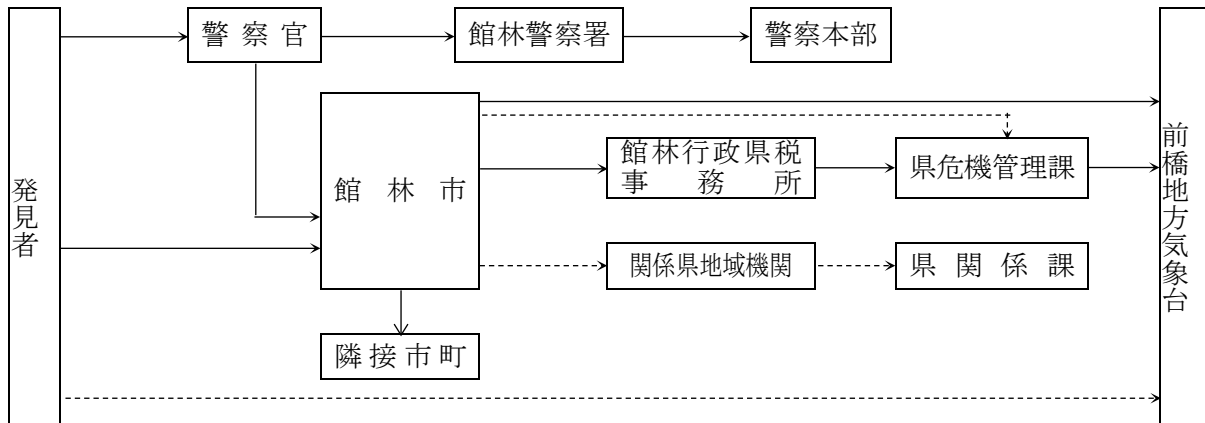 発見者
警察官
館林警察署
警察本部
館林市
館林行政県税
事務所
県危機管理課
関係県地域機関
県関係課
隣接市町
前橋地方気象台